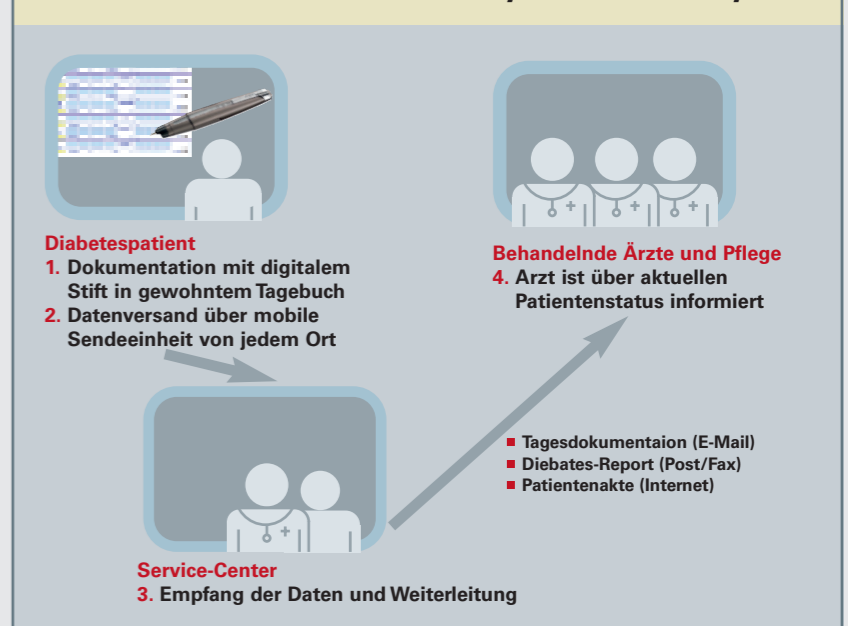 Diabetespatient
1. Dokumentation mit digitalem
Stift in gewohntem Tagebuch
2. Datenversand über mobile
Sendeeinheit von jedem Ort
Behandelnde Ärzte und Pflege
4. Arzt ist über aktuellen
Patientenstatus informiert
Tagesdokumentaion (E-Mail)
Diebates-Report (Post/Fax)
Patientenakte (Internet)
Service-Center
3. Empfang der Daten und Weiterleitung